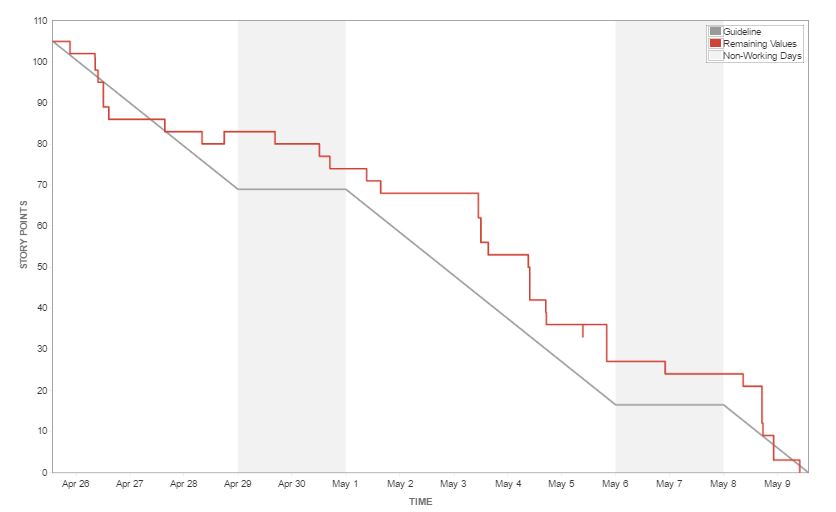 110
100
90
80
70
60
50
40
30
20
10
0
STORY POINTS
Guideline
Remaining Values
Non-Working Days
Apr 26 Apr 27 Apr 28 Apr 29 Apr 30 May 1 May 2 May 3 May 4 May 5 May 6 May 7 May 8 May 9
TIME